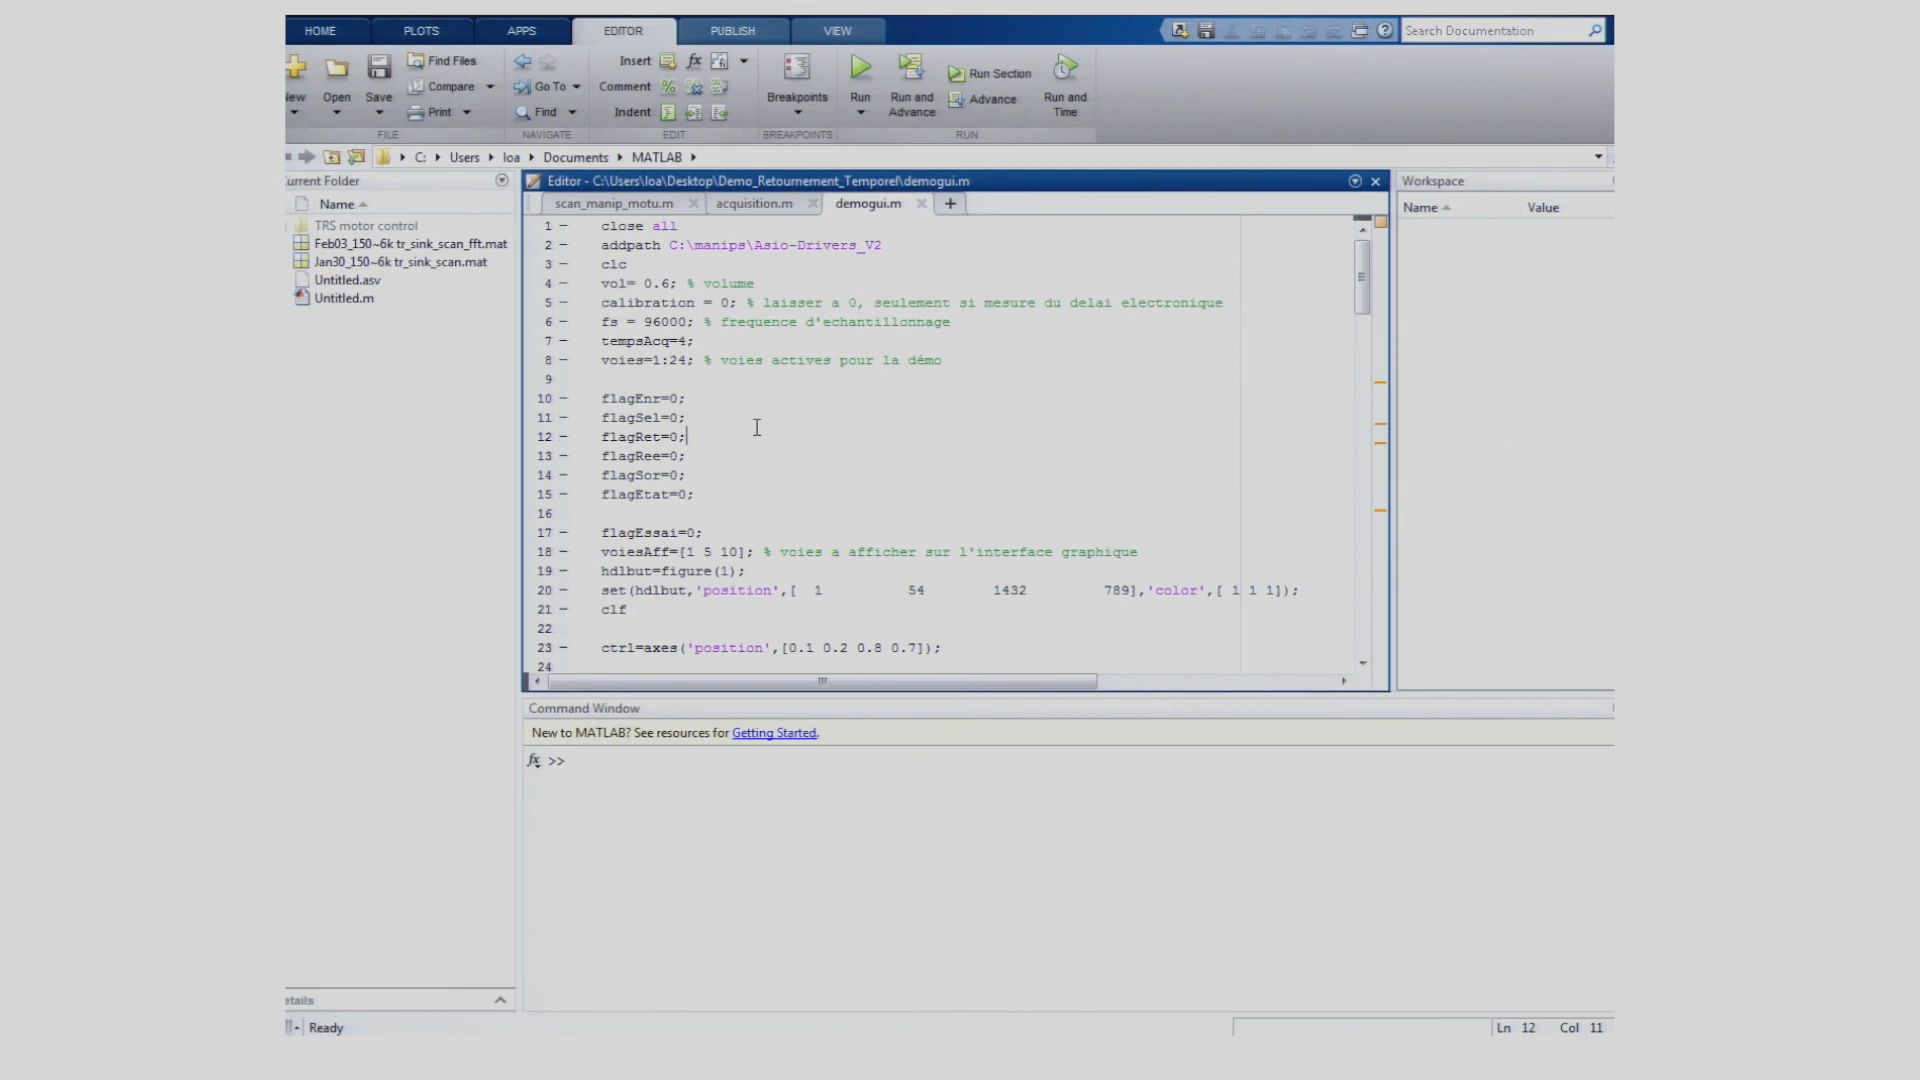 HOME PLOTS APPS EDITOR PUBLISH VIEW Search Documentation
New Open Save Find Files Compare Print
Go To Find
Insert Comment Indent
Breakpoints
Run Run and Advance Run Section Advance Run and Time
FILE NAVIGATE EDIT BREAKPOINTS RUN
C: Users loa Documents MATLAB
Current Folder
Name
TRS motor control
Feb03_150~6k tr_sink_scan_fft.mat
Jan30_150~6k tr_sink_scan.mat
Untitled.asv
Untitled.m
etails
Editor - C:\Users\loa\Desktop\Demo_Retournement_Temporel\demogui.m
scan_manip_motu.m acquisition.m demogui.m
1 close all
2 addpath C:\manips\Asio-Drivers_V2
3 clc
4 vol= 0.6; % volume
5 calibration = 0; % laisser a 0, seulement si mesure du delai electronique
6 fs = 96000; % frequence d'echantillonnage
7 tempsAcq=4;
8 voies=1:24; % voies actives pour la démo
9
10 flagEnr=0;
11 flagSel=0;
12 flagRet=0;
13 flagRee=0;
14 flagSor=0;
15 flagEtat=0;
16
17 flagEssai=0;
18 voiesAff=[1 5 10]; % voies a afficher sur l'interface graphique
19 hdlbut=figure(1);
20 set(hdlbut,'position',[ 1 54 1432 789],'color',[ 1 1 1]);
21 clf
22
23 ctrl=axes('position',[0.1 0.2 0.8 0.7]);
24
Workspace
Name Value
Command Window
New to MATLAB? See resources for Getting Started.
fx >>
Ready
Ln 12 Col 11